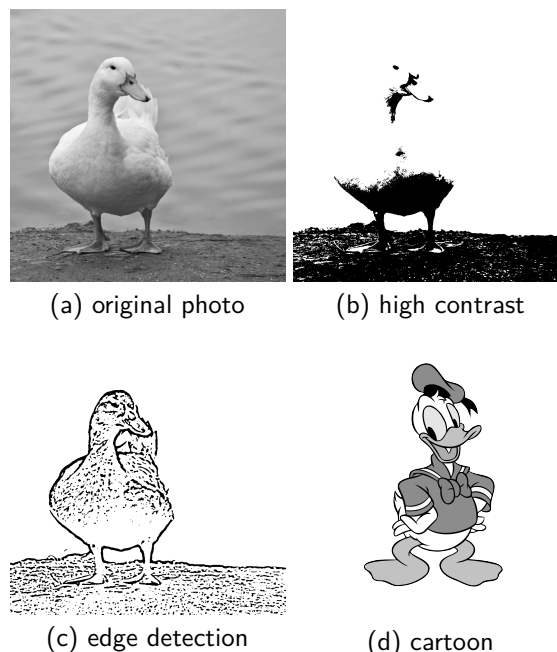 (a) original photo
(b) high contrast
(c) edge detection
(d) cartoon